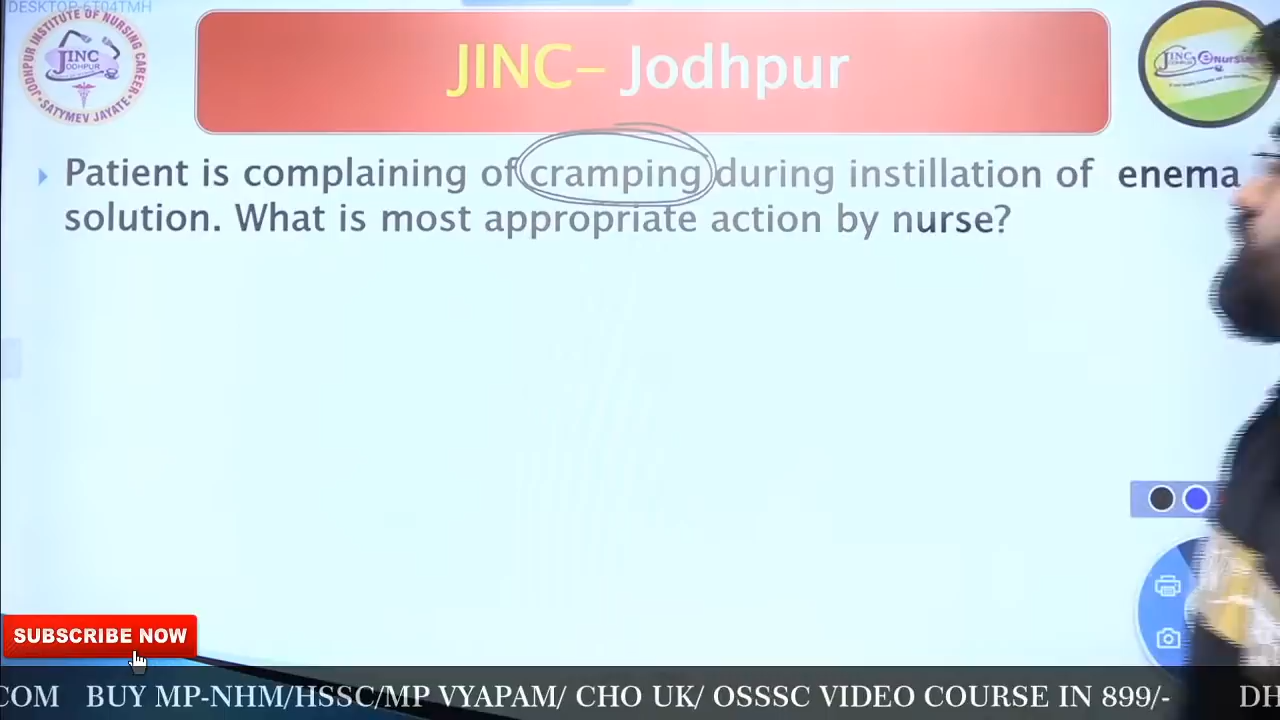 DESKTOP-6T04TMH
JODHPUR INSTITUTE OF NURSING CAREER
JINC
JODHPUR
SATYMEV JAYATE
JINC- Jodhpur
JINC
Patient is complaining of cramping during instillation of enema
solution. What is most appropriate action by nurse?
SUBSCRIBE NOW
COM BUY MP-NHM/HSSC/MP VYAPAM/ CHO UK/ OSSSC VIDEO COURSE IN 899/- DH